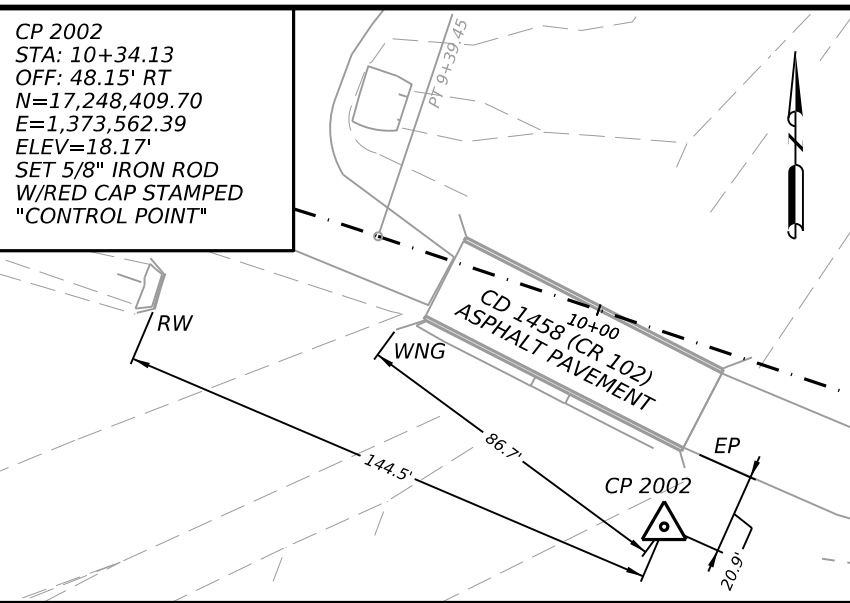 CP 2002
STA: 10+34.13
OFF: 48.15' RT
N=17,248,409.70
E=1,373,562.39
ELEV=18.17'
SET 5/8" IRON ROD
W/RED CAP STAMPED
"CONTROL POINT"
PT 9+39.45
N
10+00
CD 1458 (CR 102)
ASPHALT PAVEMENT
RW
WNG
EP
86.7'
144.5'
CP 2002
20.9'